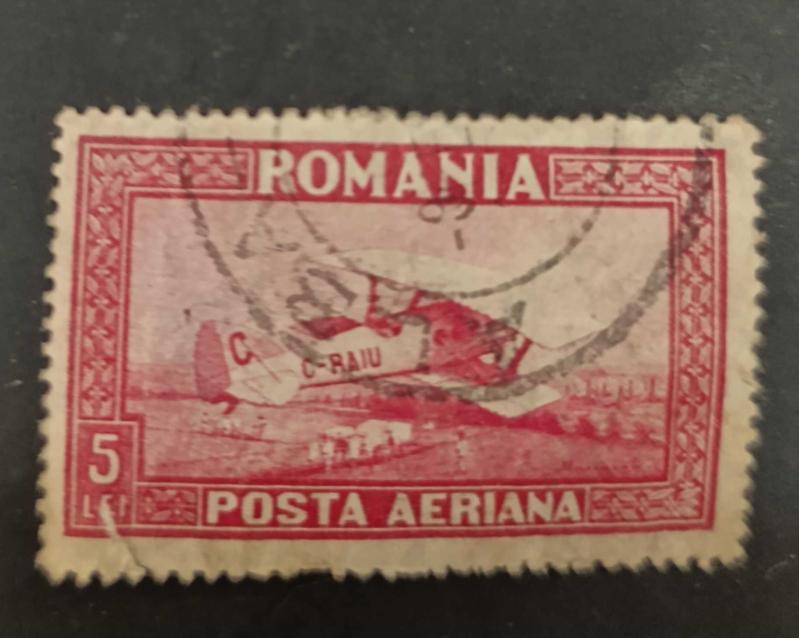 ROMANIA
C
C-RAIU
5
LEI
POSTA AERIANA